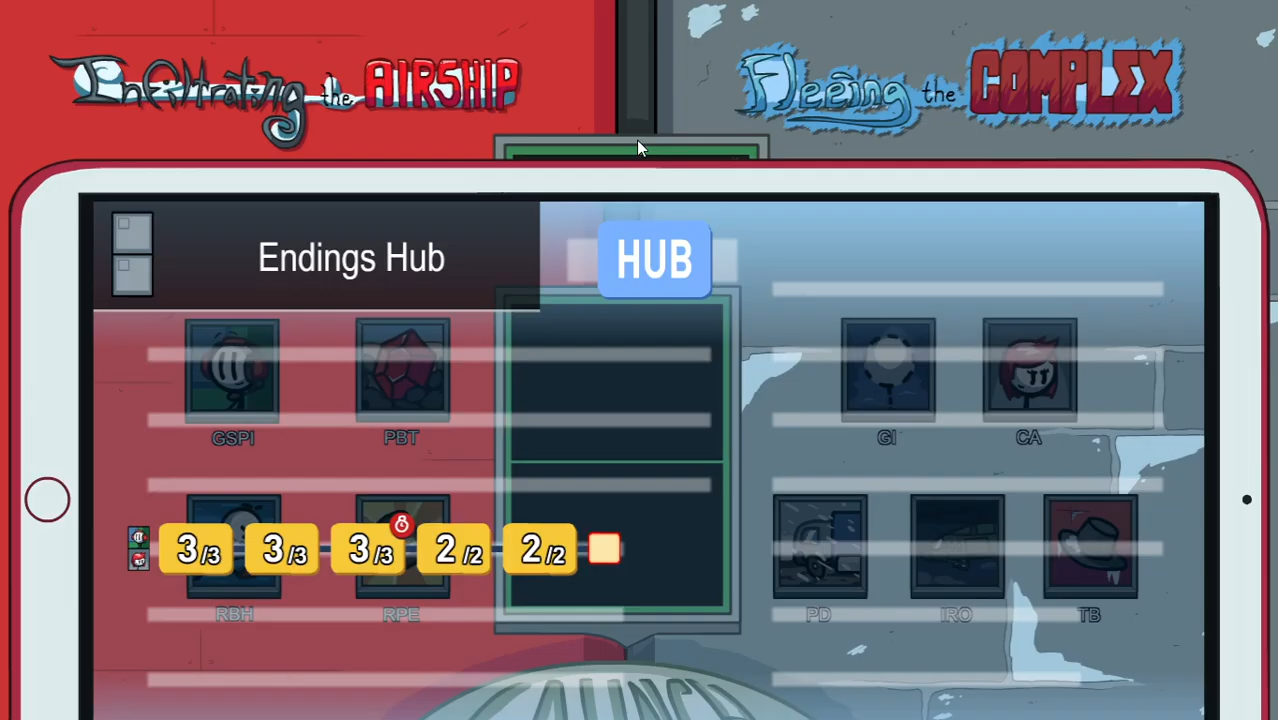 Infiltrating the AIRSHIP
Fleeing the COMPLEX
Endings Hub
HUB
GSPI
PBT
GI
CA
3/3
3/3
3/3
2/2
2/2
RBH
RPE
PD
IRO
TB
LAUNCH